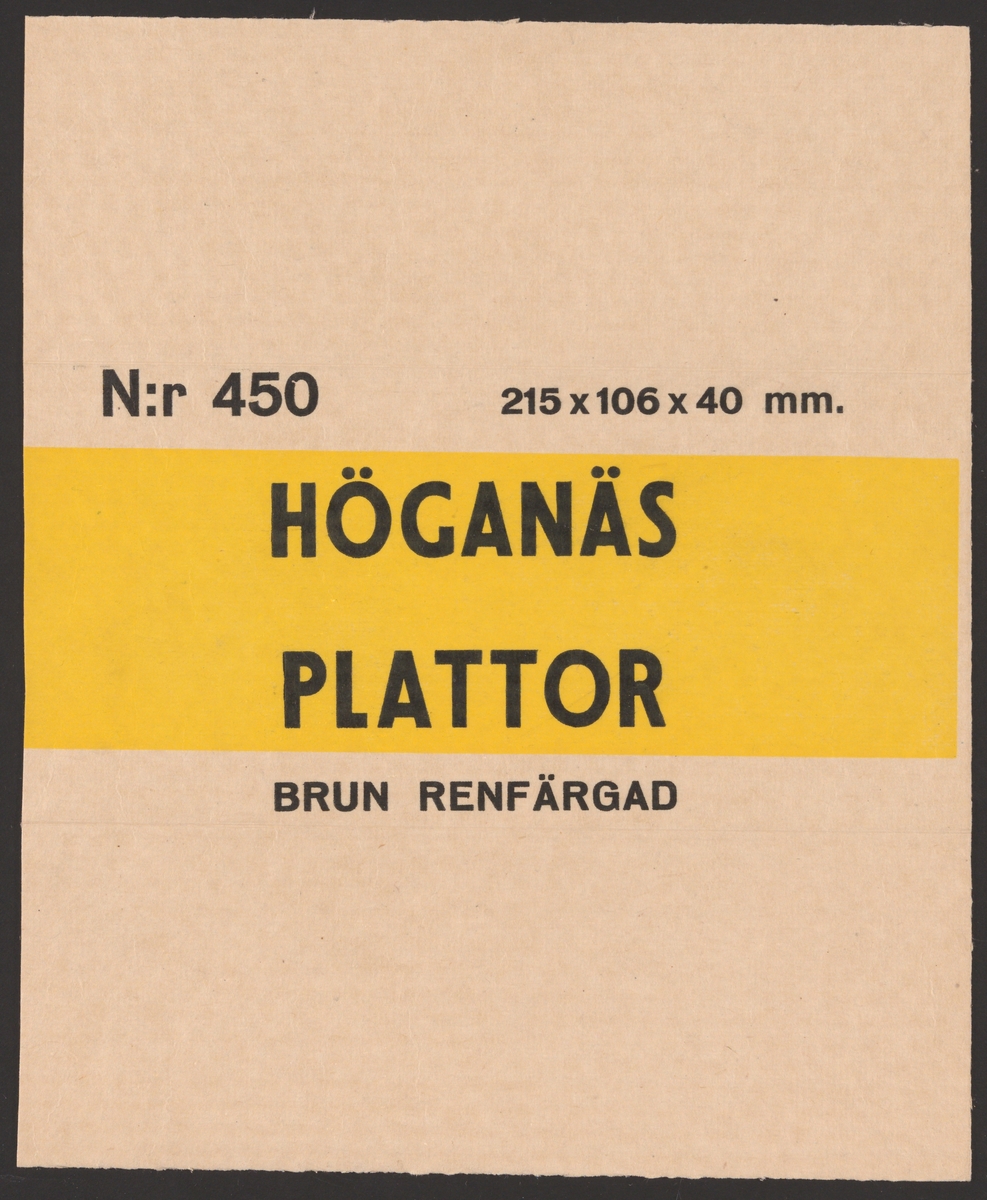 N:r 450 215 x 106 x 40 mm.
HÖGANÄS
PLATTOR
BRUN RENFÄRGAD